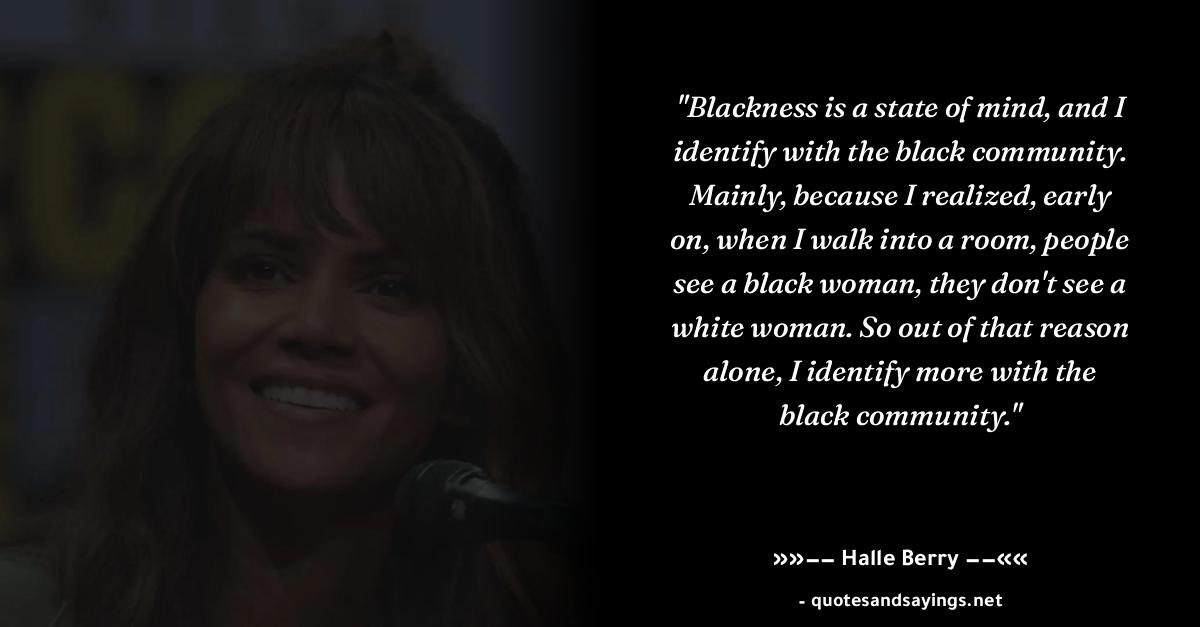 "Blackness is a state of mind, and I
identify with the black community.
Mainly, because I realized, early
on, when I walk into a room, people
see a black woman, they don't see a
white woman. So out of that reason
alone, I identify more with the
black community."
»»–– Halle Berry ––««
- quotesandsayings.net